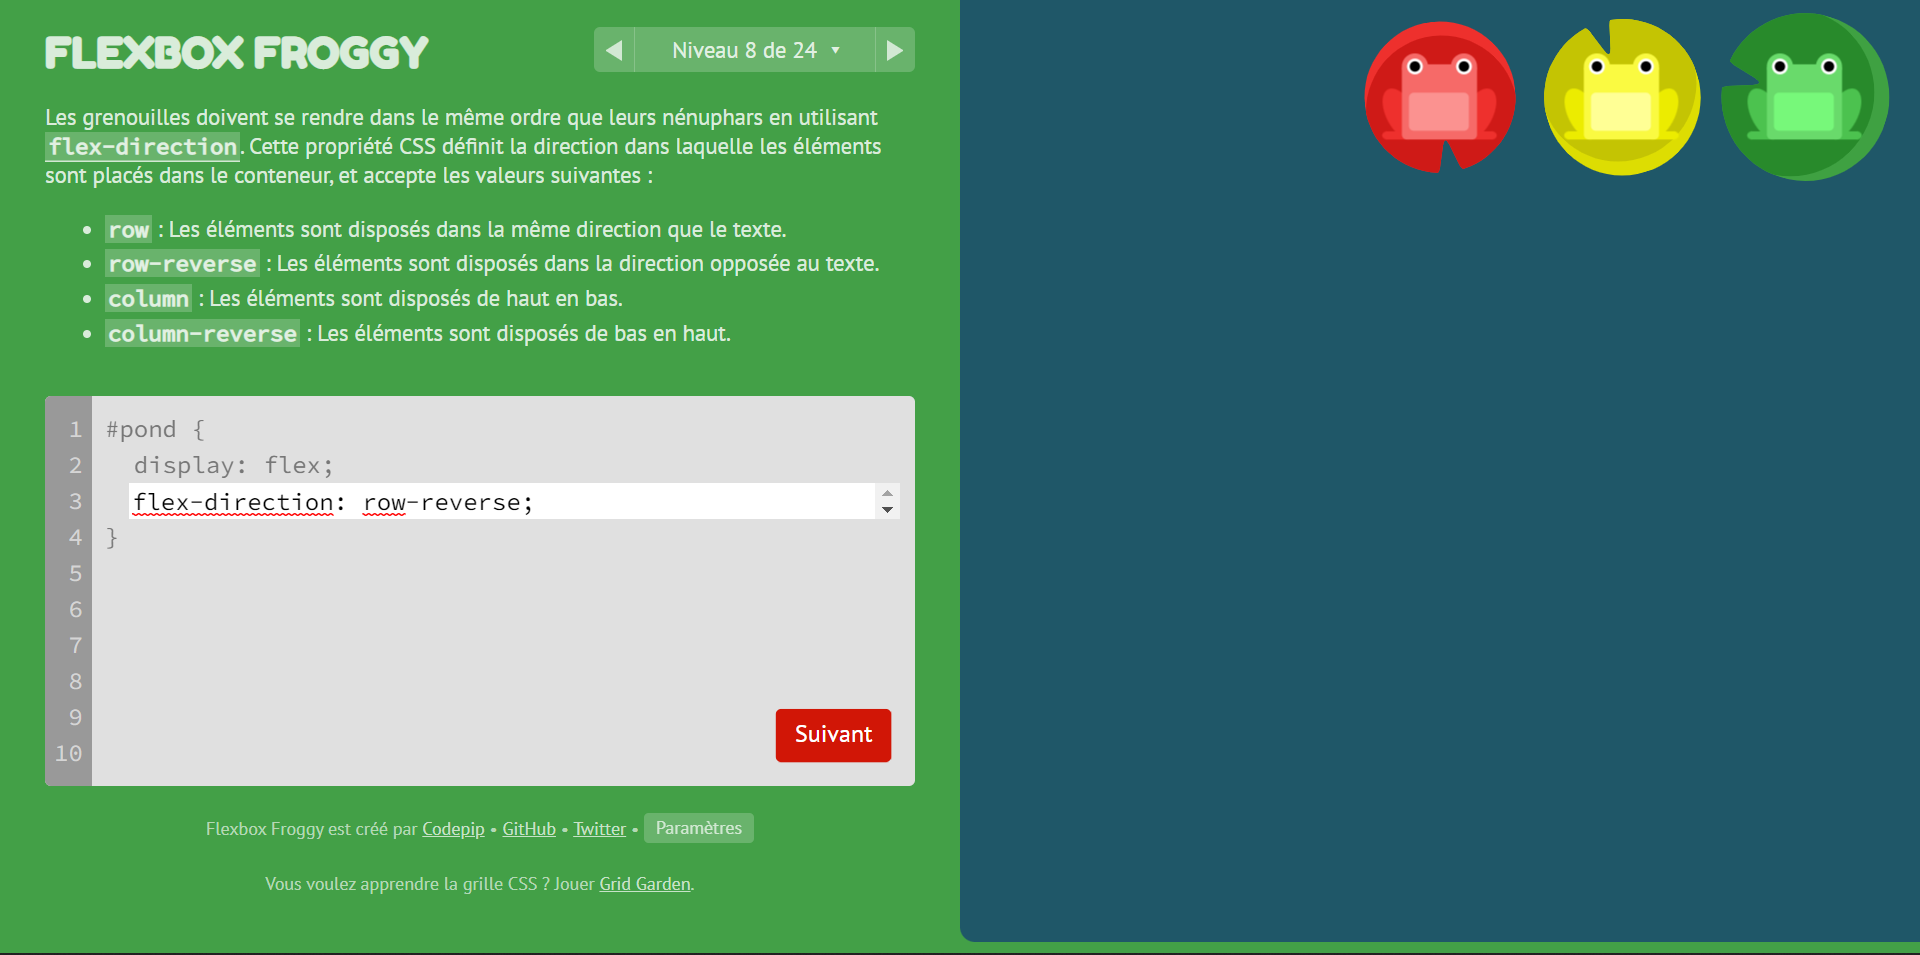 FLEXBOX FROGGY
Niveau 8 de 24 ▼
Les grenouilles doivent se rendre dans le même ordre que leurs nénuphars en utilisant
flex-direction. Cette propriété CSS définit la direction dans laquelle les éléments
sont placés dans le conteneur, et accepte les valeurs suivantes :
• row : Les éléments sont disposés dans la même direction que le texte.
• row-reverse : Les éléments sont disposés dans la direction opposée au texte.
• column : Les éléments sont disposés de haut en bas.
• column-reverse : Les éléments sont disposés de bas en haut.
1 #pond {
2 display: flex;
3 flex-direction: row-reverse;
4 }
5
6
7
8
9
10
Suivant
Flexbox Froggy est créé par Codepip • GitHub • Twitter • Paramètres
Vous voulez apprendre la grille CSS ? Jouer Grid Garden.